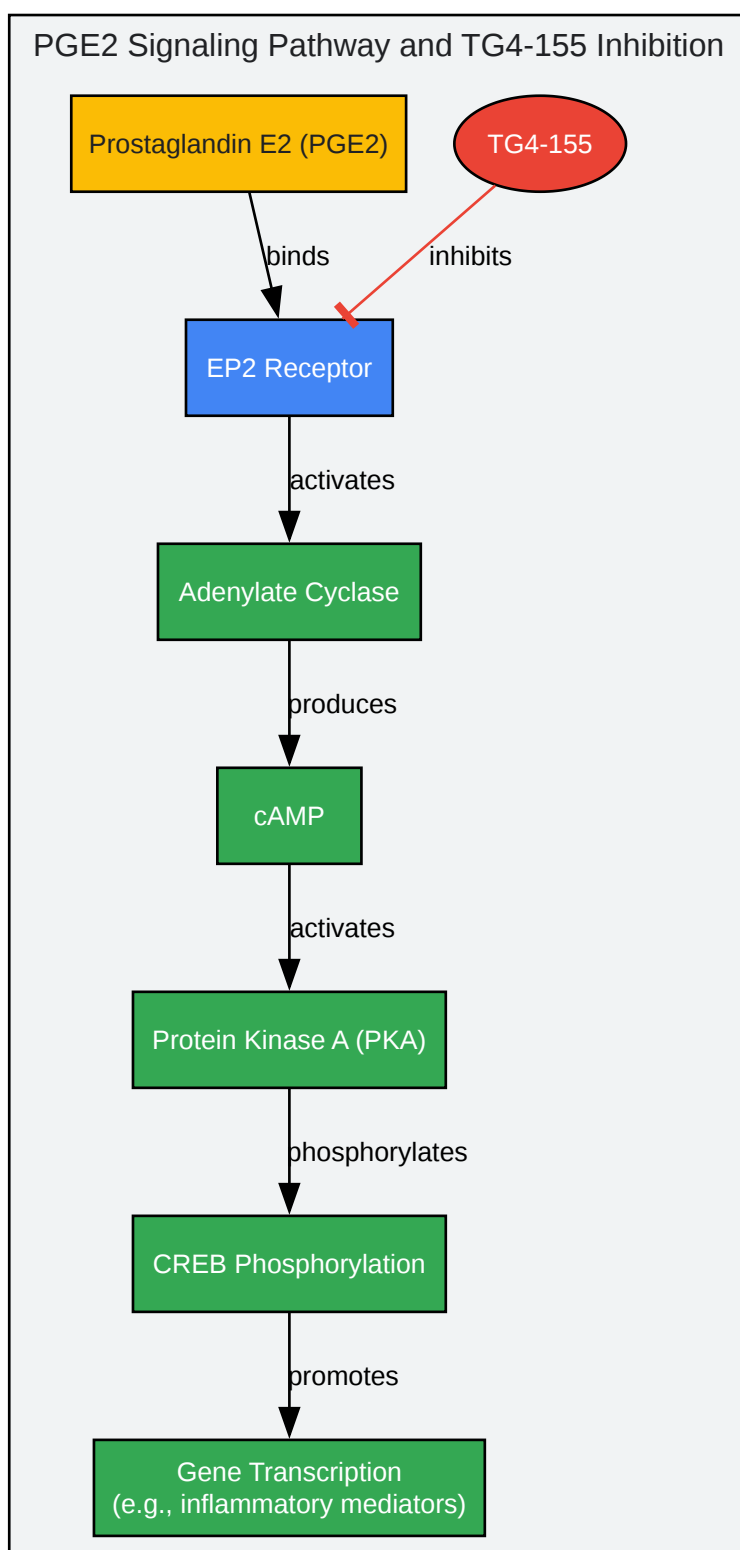 PGE2 Signaling Pathway and TG4-155 Inhibition
Prostaglandin E2 (PGE2)
TG4-155
binds
inhibits
EP2 Receptor
activates
Adenylate Cyclase
produces
cAMP
activates
Protein Kinase A (PKA)
phosphorylates
CREB Phosphorylation
promotes
Gene Transcription
(e.g., inflammatory mediators)